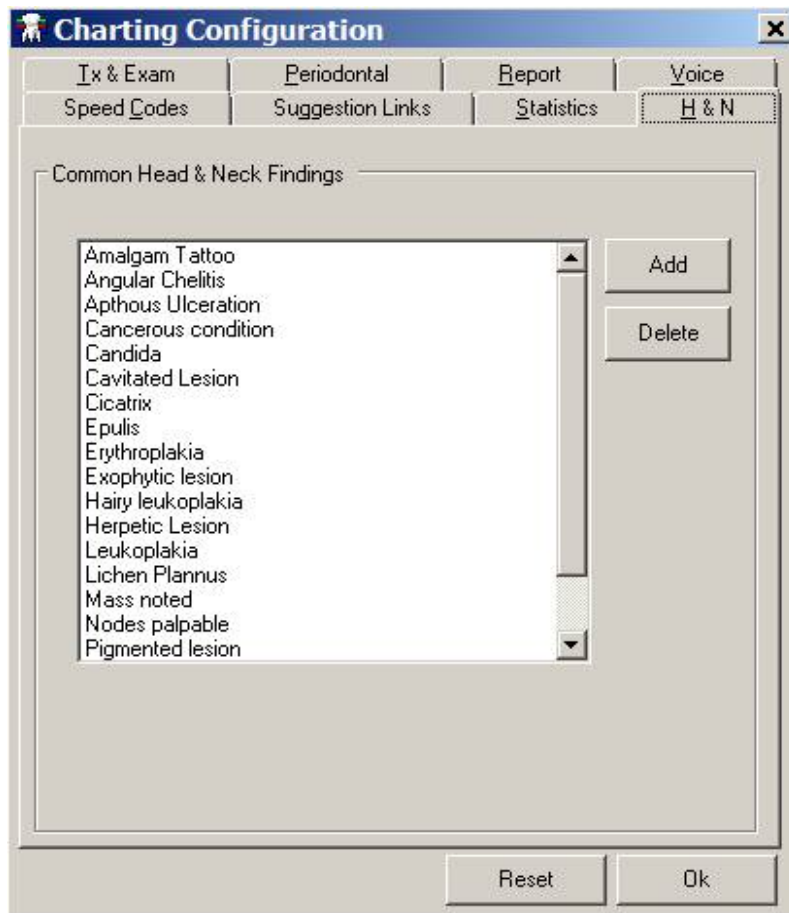 Charting Configuration
Tx & Exam Periodontal Report Voice
Speed Codes Suggestion Links Statistics H & N
Common Head & Neck Findings
Amalgam Tattoo
Angular Chelitis
Apthous Ulceration
Cancerous condition
Candida
Cavitated Lesion
Cicatrix
Epulis
Erythroplakia
Exophytic lesion
Hairy leukoplakia
Herpetic Lesion
Leukoplakia
Lichen Plannus
Mass noted
Nodes palpable
Pigmented lesion
Add
Delete
Reset Ok